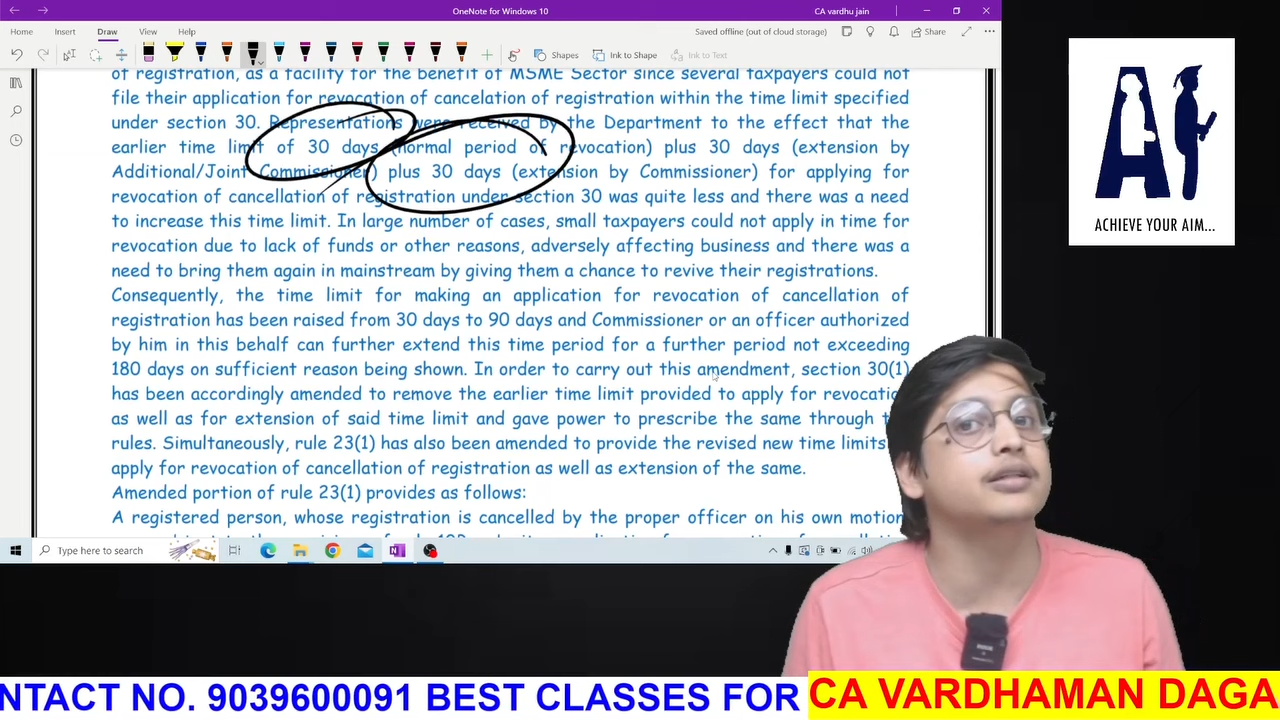 OneNote for Windows 10
CA vardhu jain
Home Insert Draw View Help
Saved offline (out of cloud storage)
Share
Shapes
Ink to Shape
Ink to Text
of registration, as a facility for the benefit of MSME Sector since several taxpayers could not
file their application for revocation of cancelation of registration within the time limit specified
under section 30. Representations were received by the Department to the effect that the
earlier time limit of 30 days (normal period of revocation) plus 30 days (extension by
Additional/Joint Commissioner) plus 30 days (extension by Commissioner) for applying for
revocation of cancellation of registration under section 30 was quite less and there was a need
to increase this time limit. In large number of cases, small taxpayers could not apply in time for
revocation due to lack of funds or other reasons, adversely affecting business and there was a
need to bring them again in mainstream by giving them a chance to revive their registrations.
Consequently, the time limit for making an application for revocation of cancellation of
registration has been raised from 30 days to 90 days and Commissioner or an officer authorized
by him in this behalf can further extend this time period for a further period not exceeding
180 days on sufficient reason being shown. In order to carry out this amendment, section 30(1)
has been accordingly amended to remove the earlier time limit provided to apply for
as well as for extension of said time limit and gave power to prescribe the same through
rules. Simultaneously, rule 23(1) has also been amended to provide the revised new time limits
apply for revocation of cancellation of registration as well as extension of the same.
Amended portion of rule 23(1) provides as follows:
A registered person, whose registration is cancelled by the proper officer on his own motion
Type here to search
AI
ACHIEVE YOUR AIM...
NTACT NO. 9039600091 BEST CLASSES FOR CA VARDHAMAN DAGA